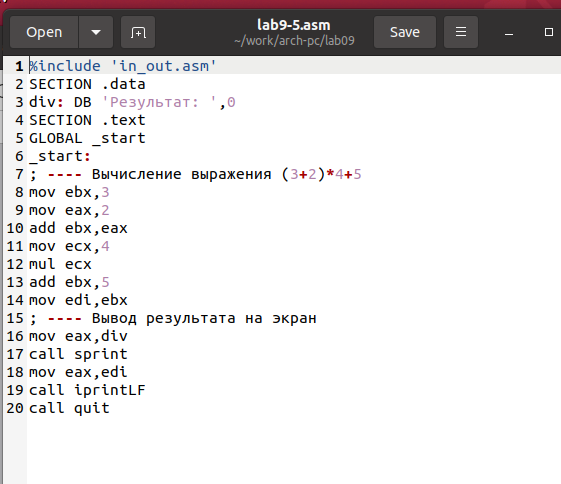 lab9-5.asm
Open
~/work/arch-pc/lab09
Save
1 %include 'in_out.asm'
2 SECTION .data
3 div: DB 'Результат: ',0
4 SECTION .text
5 GLOBAL _start
6 _start:
7 ; ---- Вычисление выражения (3+2)*4+5
8 mov ebx,3
9 mov eax,2
10 add ebx,eax
11 mov ecx,4
12 mul ecx
13 add ebx,5
14 mov edi,ebx
15 ; ---- Вывод результата на экран
16 mov eax,div
17 call sprint
18 mov eax,edi
19 call iprintLF
20 call quit